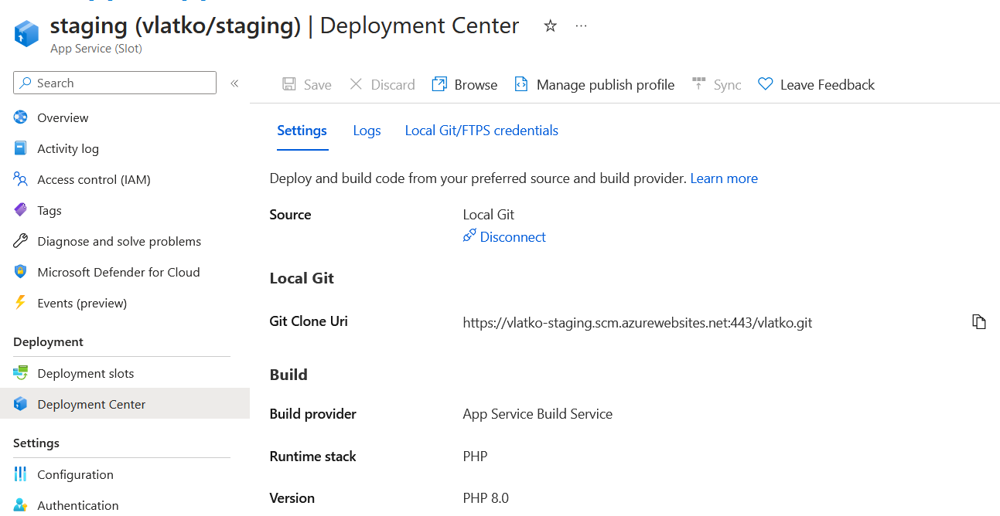 staging (vlatko/staging) | Deployment Center
App Service (Slot)
Search
Overview
Activity log
Access control (IAM)
Tags
Diagnose and solve problems
Microsoft Defender for Cloud
Events (preview)
Deployment
Deployment slots
Deployment Center
Settings
Configuration
Authentication
Save Discard Browse Manage publish profile Sync Leave Feedback
Settings Logs Local Git/FTPS credentials
Deploy and build code from your preferred source and build provider. Learn more
Source Local Git
Disconnect
Local Git
Git Clone Uri https://vlatko-staging.scm.azurewebsites.net:443/vlatko.git
Build
Build provider App Service Build Service
Runtime stack PHP
Version PHP 8.0